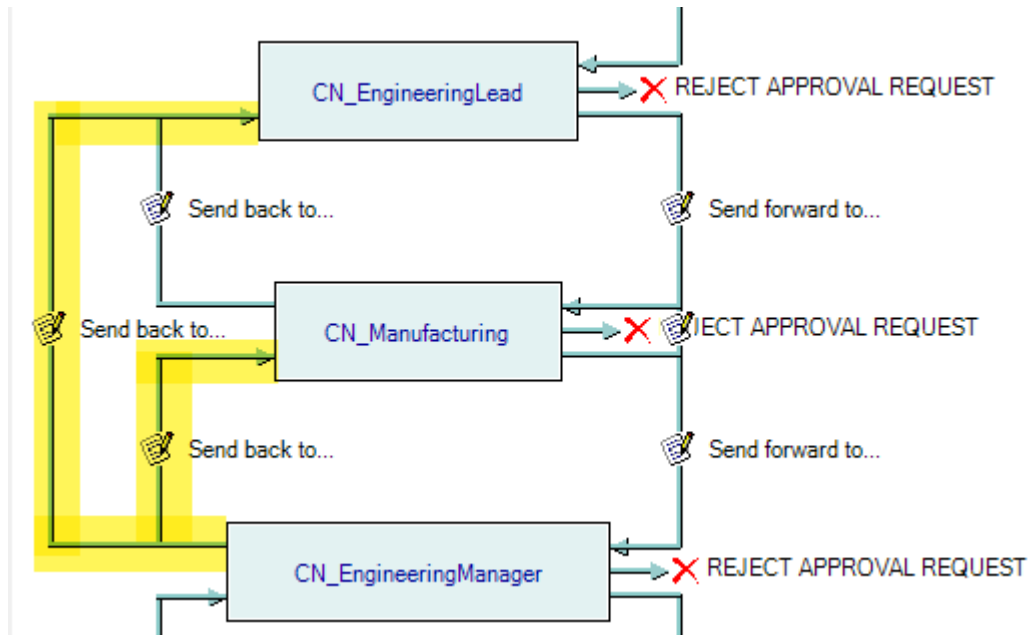 CN_EngineeringLead
REJECT APPROVAL REQUEST
Send back to...
Send forward to...
Send back to...
CN_Manufacturing
JECT APPROVAL REQUEST
Send back to...
Send forward to...
CN_EngineeringManager
REJECT APPROVAL REQUEST